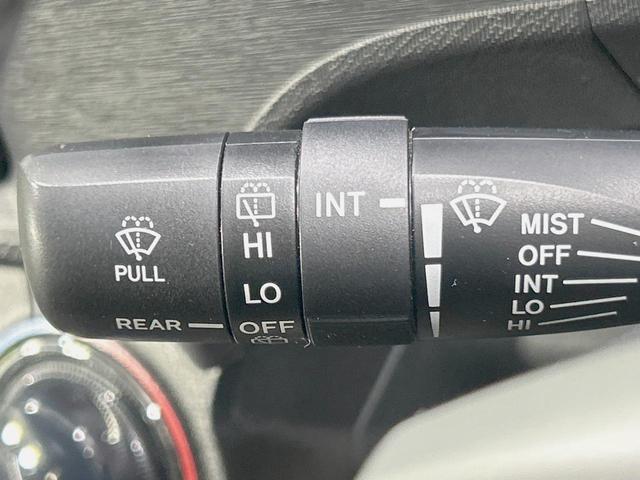 PULL
REAR
HI
LO
OFF
INT
MIST
OFF
INT
LO
HI